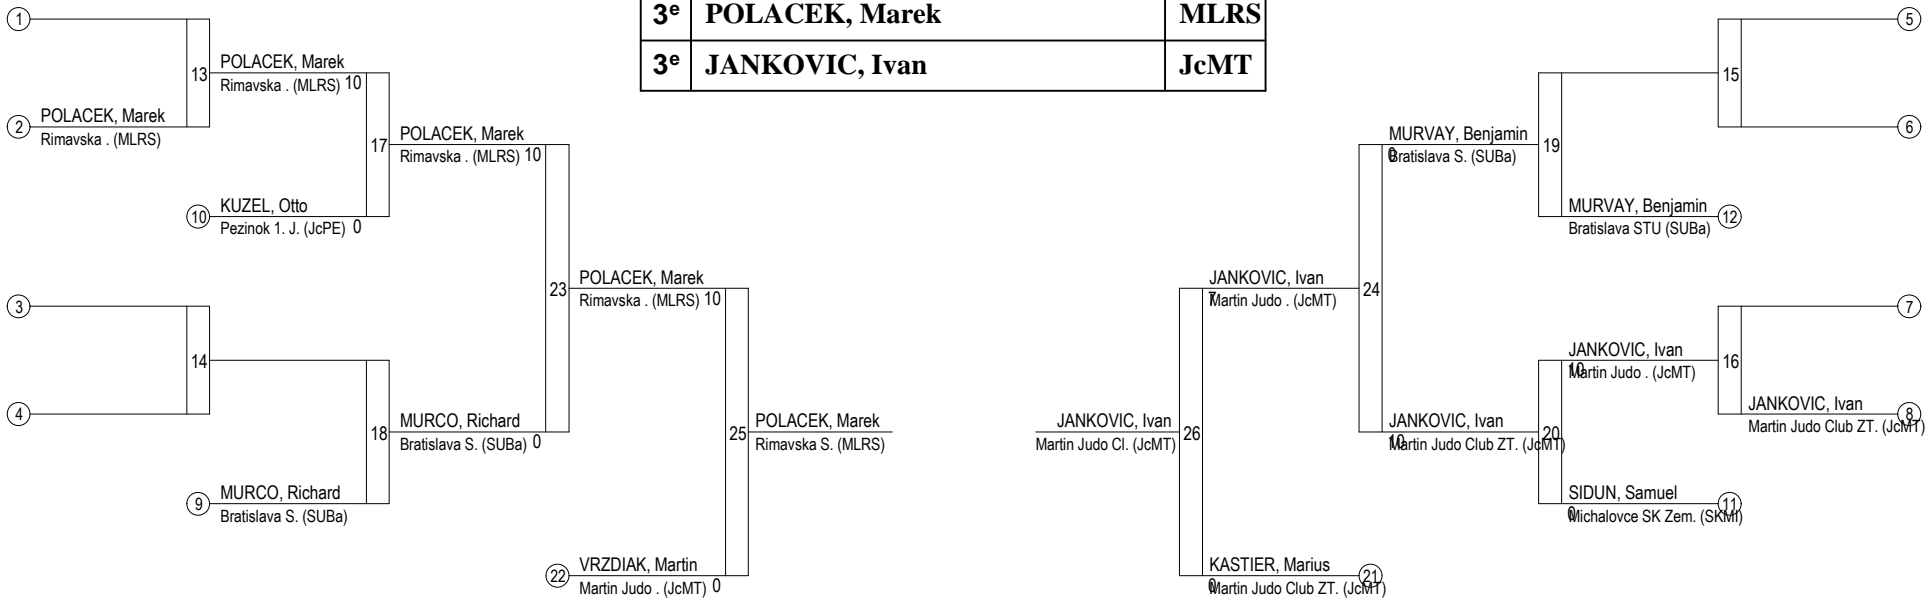 3e POLACEK, Marek MLRS
3e JANKOVIC, Ivan JcMT
1
13
POLACEK, Marek
Rimavska . (MLRS) 10
2
POLACEK, Marek
Rimavska . (MLRS)
17
POLACEK, Marek
Rimavska . (MLRS) 10
10
KUZEL, Otto
Pezinok 1. J. (JcPE) 0
23
POLACEK, Marek
Rimavska . (MLRS) 10
3
14
4
18
MURCO, Richard
Bratislava S. (SUBa) 0
9
MURCO, Richard
Bratislava S. (SUBa)
25
POLACEK, Marek
Rimavska S. (MLRS)
22
VRZDIAK, Martin
Martin Judo . (JcMT) 0
5
15
6
MURVAY, Benjamin
0
Bratislava S. (SUBa)
19
MURVAY, Benjamin
Bratislava STU (SUBa)
12
JANKOVIC, Ivan
7
Martin Judo . (JcMT)
24
7
JANKOVIC, Ivan
10
Martin Judo . (JcMT)
16
JANKOVIC, Ivan
Martin Judo Club ZT. (JcMT)
8
JANKOVIC, Ivan
Martin Judo Cl. (JcMT)
26
JANKOVIC, Ivan
10
Martin Judo Club ZT. (JcMT)
20
SIDUN, Samuel
0
Michalovce SK Zem. (SKMI)
11
KASTIER, Marius
0
Martin Judo Club ZT. (JcMT)
21